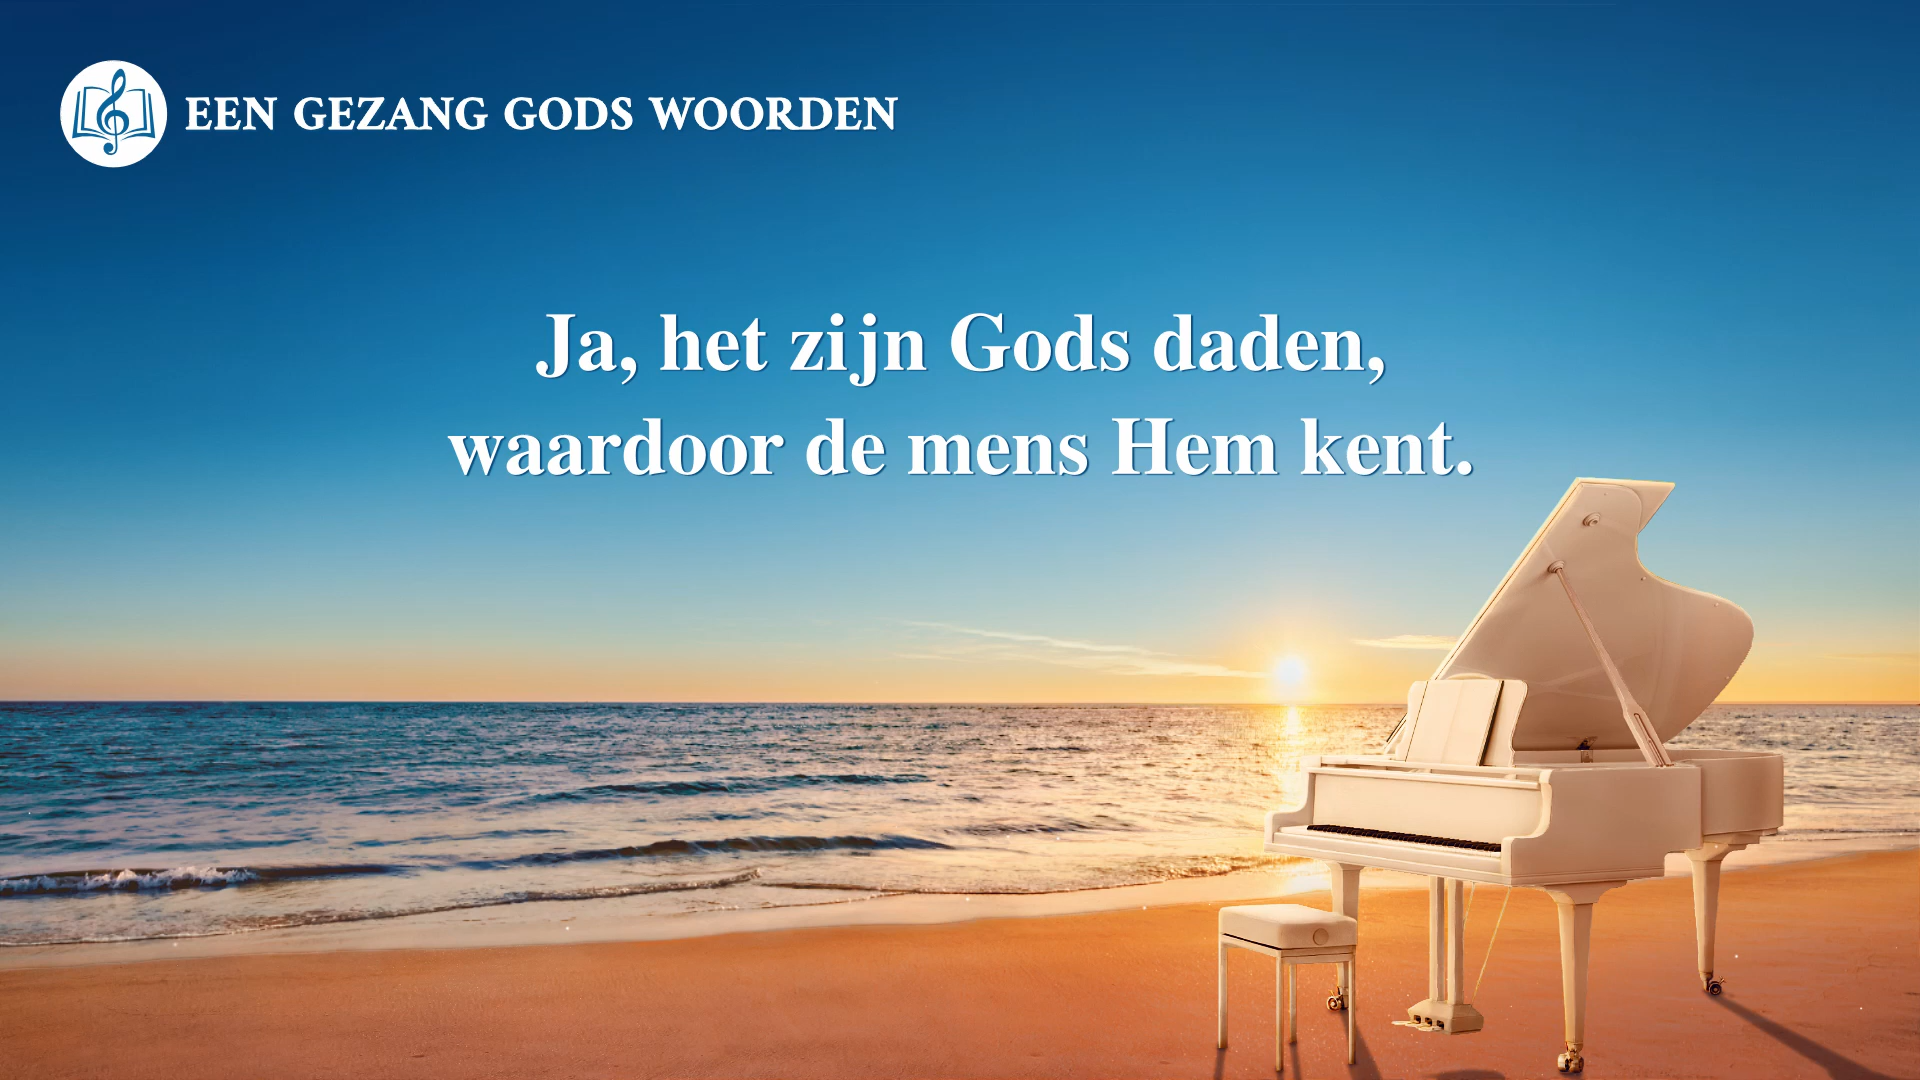 EEN GEZANG GODS WOORDEN
Ja, het zijn Gods daden,
waardoor de mens Hem kent.